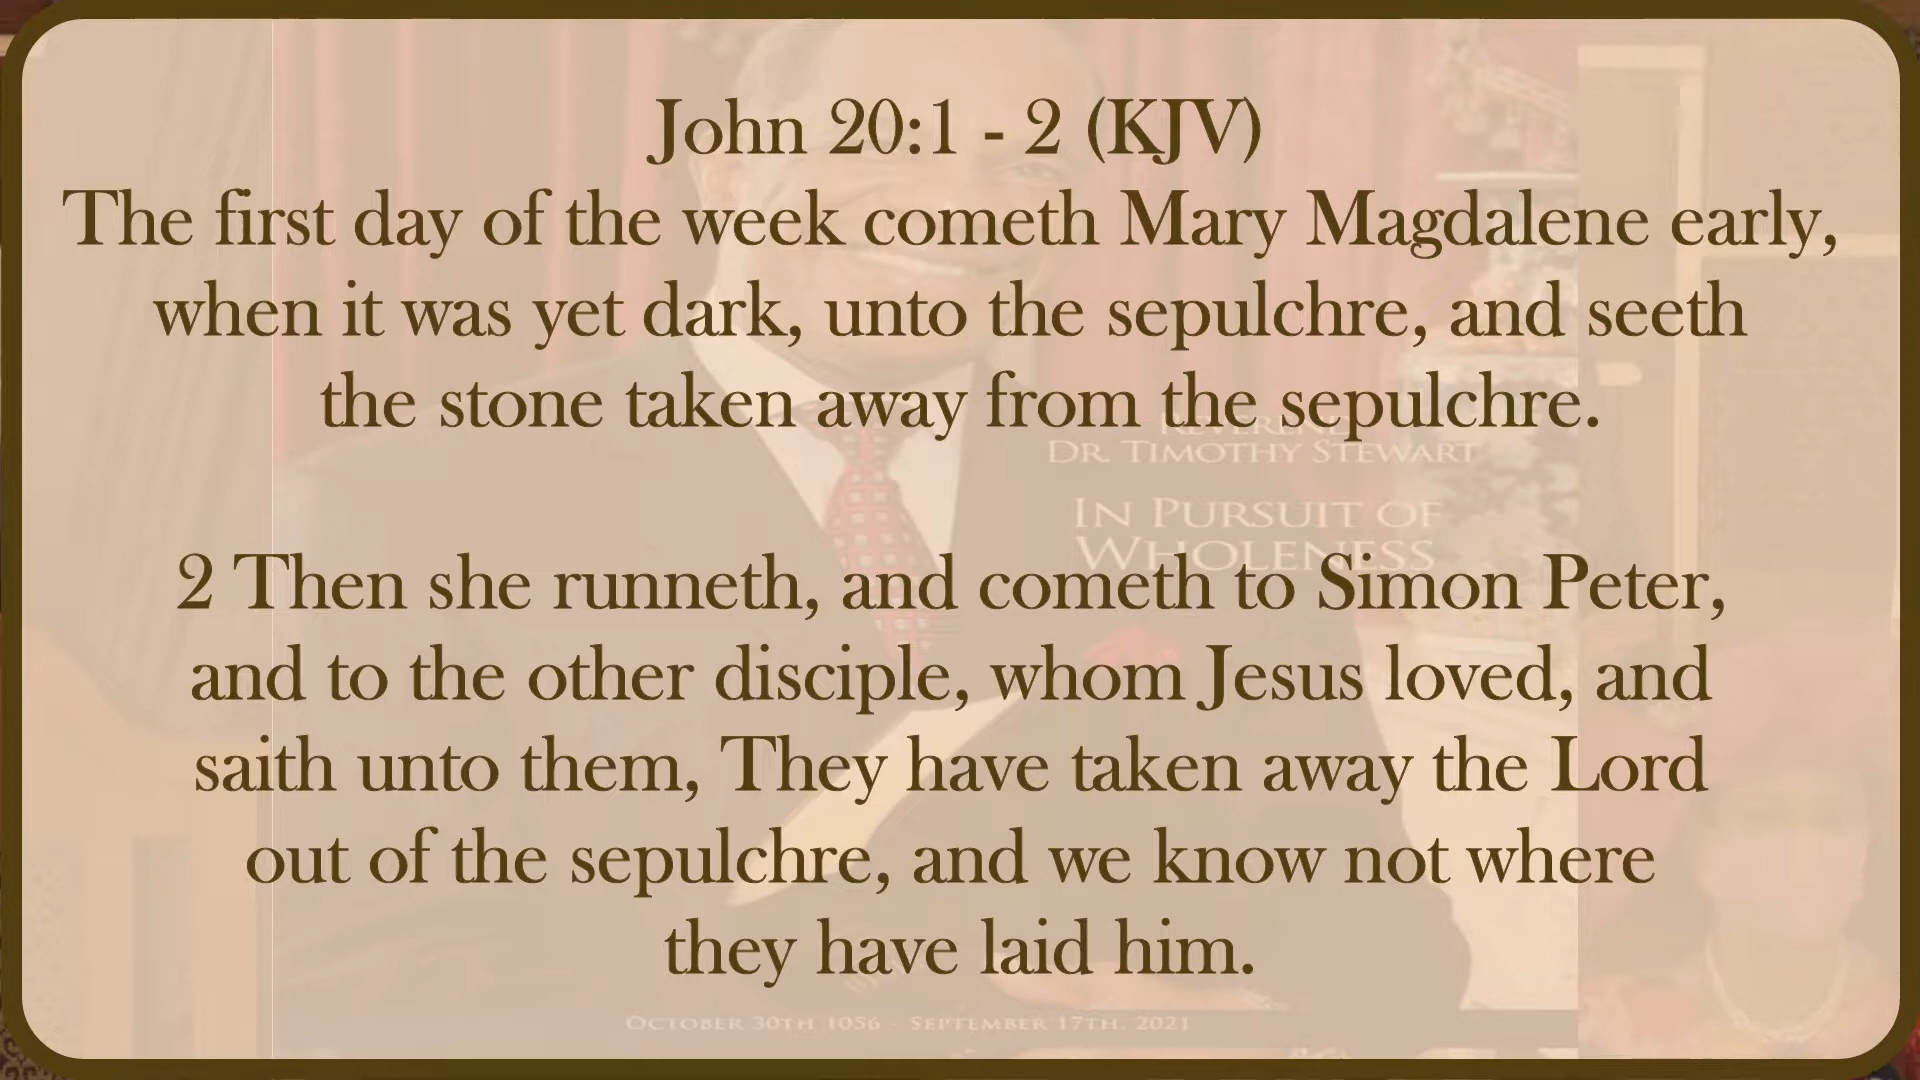 John 20:1 - 2 (KJV)
The first day of the week cometh Mary Magdalene early,
when it was yet dark, unto the sepulchre, and seeth
the stone taken away from the sepulchre.
REVEREND
DR. TIMOTHY STEWART
IN PURSUIT OF
WHOLENESS
2 Then she runneth, and cometh to Simon Peter,
and to the other disciple, whom Jesus loved, and
saith unto them, They have taken away the Lord
out of the sepulchre, and we know not where
they have laid him.
OCTOBER 30TH 1056 - SEPTEMBER 17TH, 2021